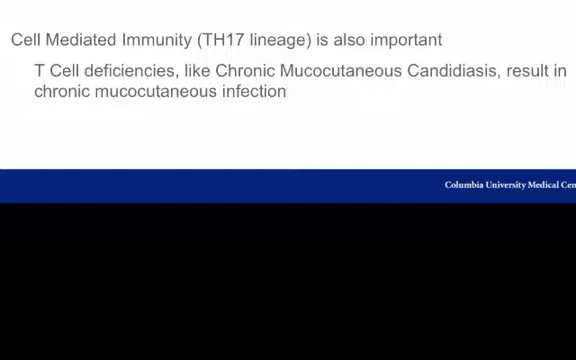 Cell Mediated Immunity (TH17 lineage) is also important
T Cell deficiencies, like Chronic Mucocutaneous Candidiasis, result in
chronic mucocutaneous infection
Columbia University Medical Cen